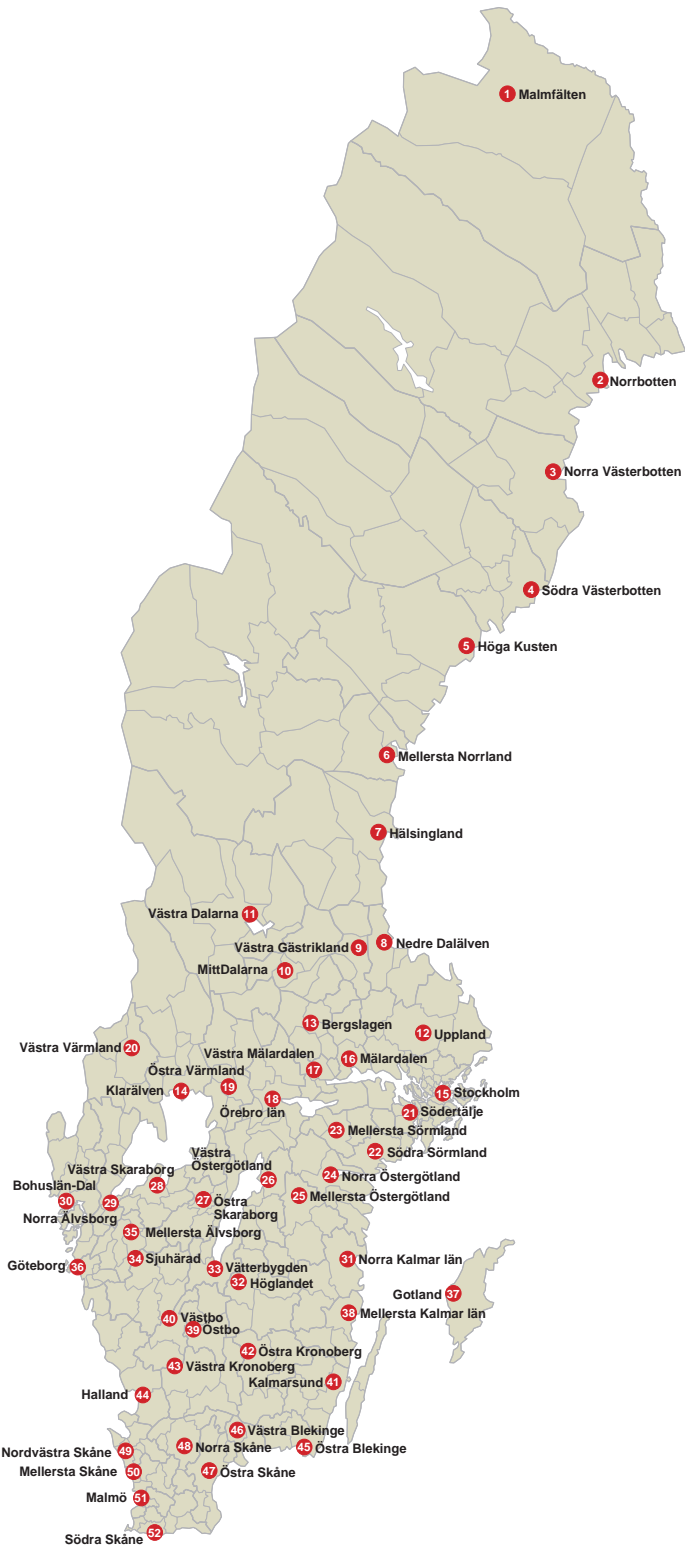 1 Malmfälten
2 Norrbotten
3 Norra Västerbotten
4 Södra Västerbotten
5 Höga Kusten
6 Mellersta Norrland
7 Hälsingland
Västra Dalarna 11
8 Nedre Dalälven
Västra Gästrikland 9
MittDalarna 10
13 Bergslagen
12 Uppland
Västra Värmland 20
Västra Mälardalen 17
16 Mälardalen
Östra Värmland 19
Klarälven 14
15 Stockholm
18
Örebro län
21 Södertälje
23 Mellersta Sörmland
22 Södra Sörmland
Västra
Östergötland
26
Västra Skaraborg
28
24 Norra Östergötland
Bohuslän-Dal
30
25 Mellersta Östergötland
27 Östra
Skaraborg
29
Norra Älvsborg
35 Mellersta Älvsborg
34 Sjuhärad
31 Norra Kalmar län
Göteborg 36
33 Vätterbygden
32 Höglandet
Gotland 37
38 Mellersta Kalmar län
40 Västbo
39 Östbo
42 Östra Kronoberg
43 Västra Kronoberg
Kalmarsund 41
Halland 44
46 Västra Blekinge
45 Östra Blekinge
48 Norra Skåne
Nordvästra Skåne 49
Mellersta Skåne 50
47 Östra Skåne
Malmö 51
Södra Skåne 52